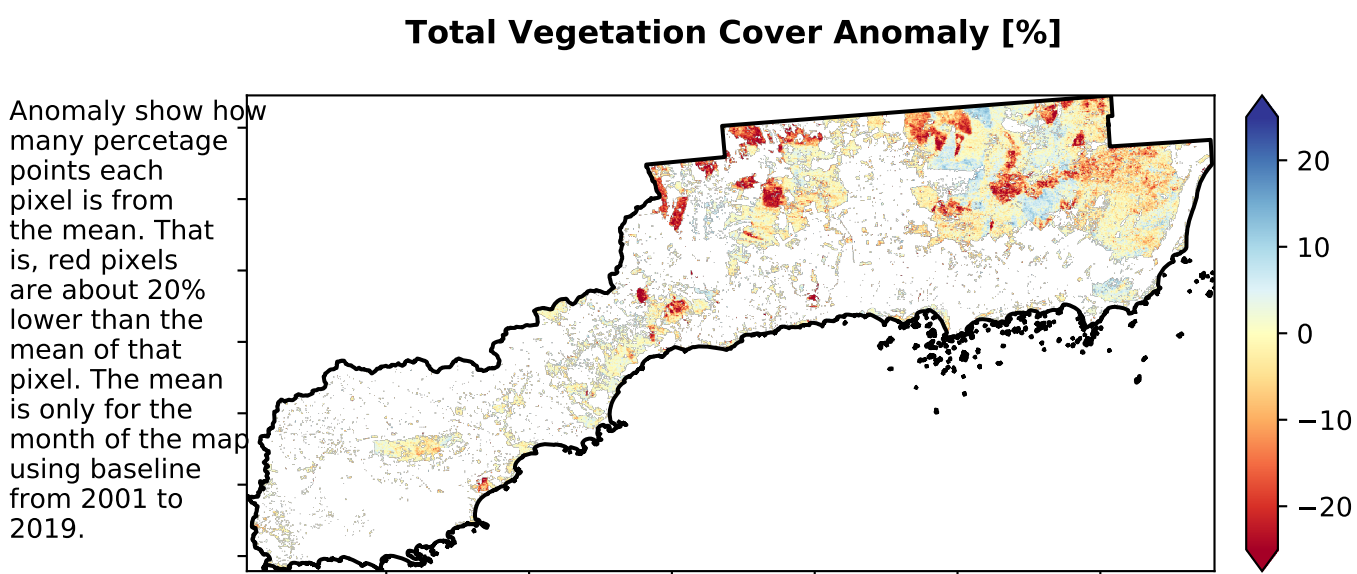 Total Vegetation Cover Anomaly [%]
Anomaly show how
many percetage
points each
pixel is from
the mean. That
is, red pixels
are about 20%
lower than the
mean of that
pixel. The mean
is only for the
month of the map
using baseline
from 2001 to
2019.
20
10
0
−10
−20